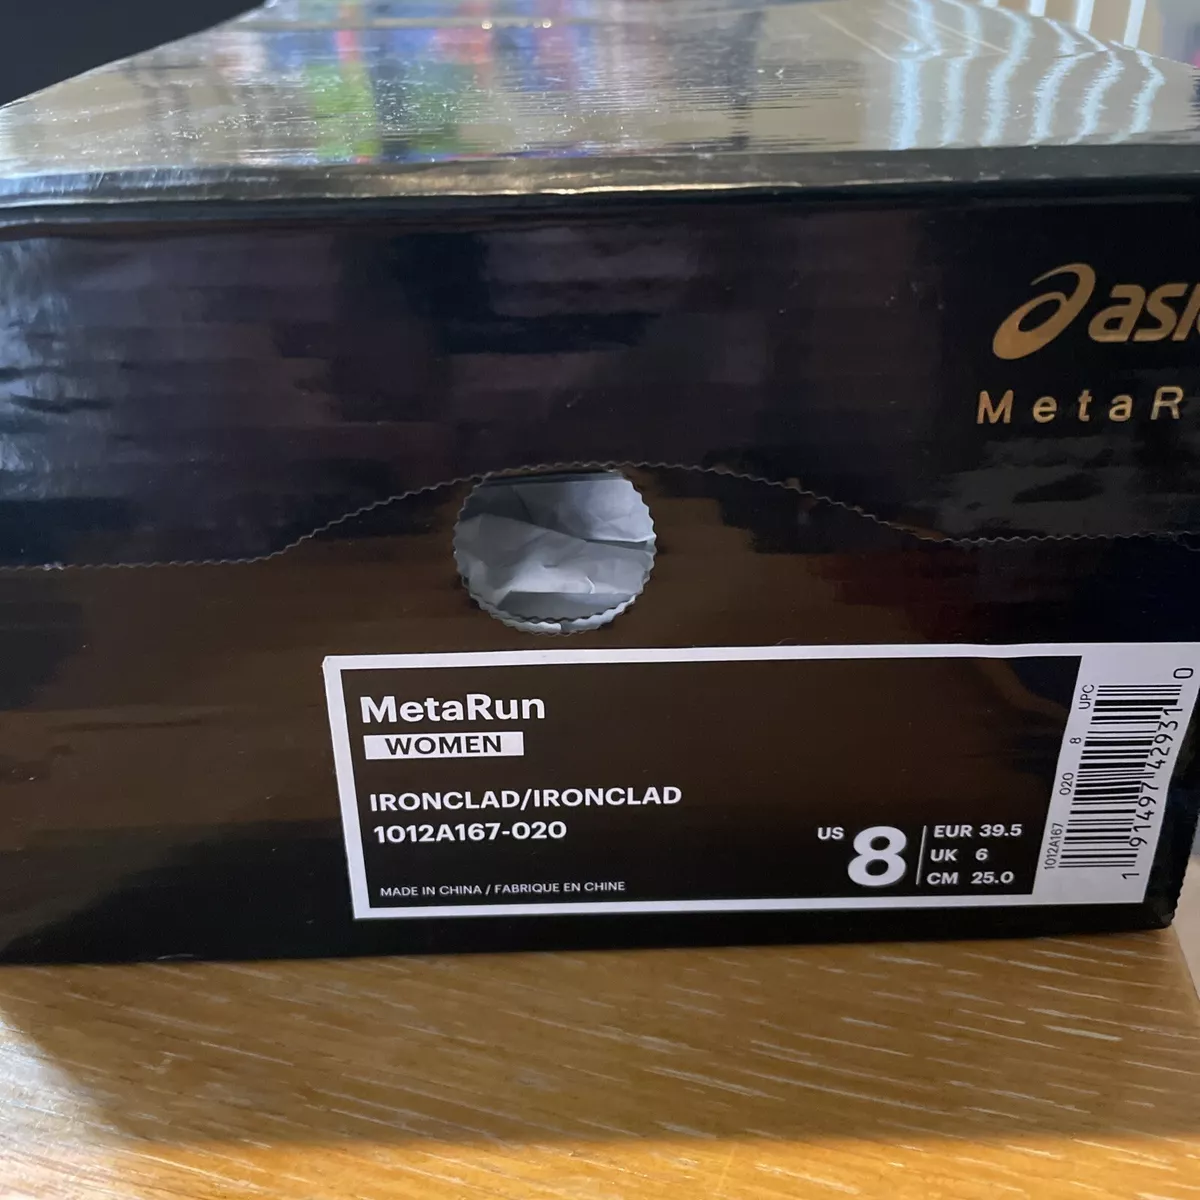 asi
MetaR
MetaRun
WOMEN
IRONCLAD/IRONCLAD
1012A167-020
MADE IN CHINA / FABRIQUE EN CHINE
US 8
EUR 39.5
UK 6
CM 25.0
1012A167 020 8 UPC
1 91497 42931 0